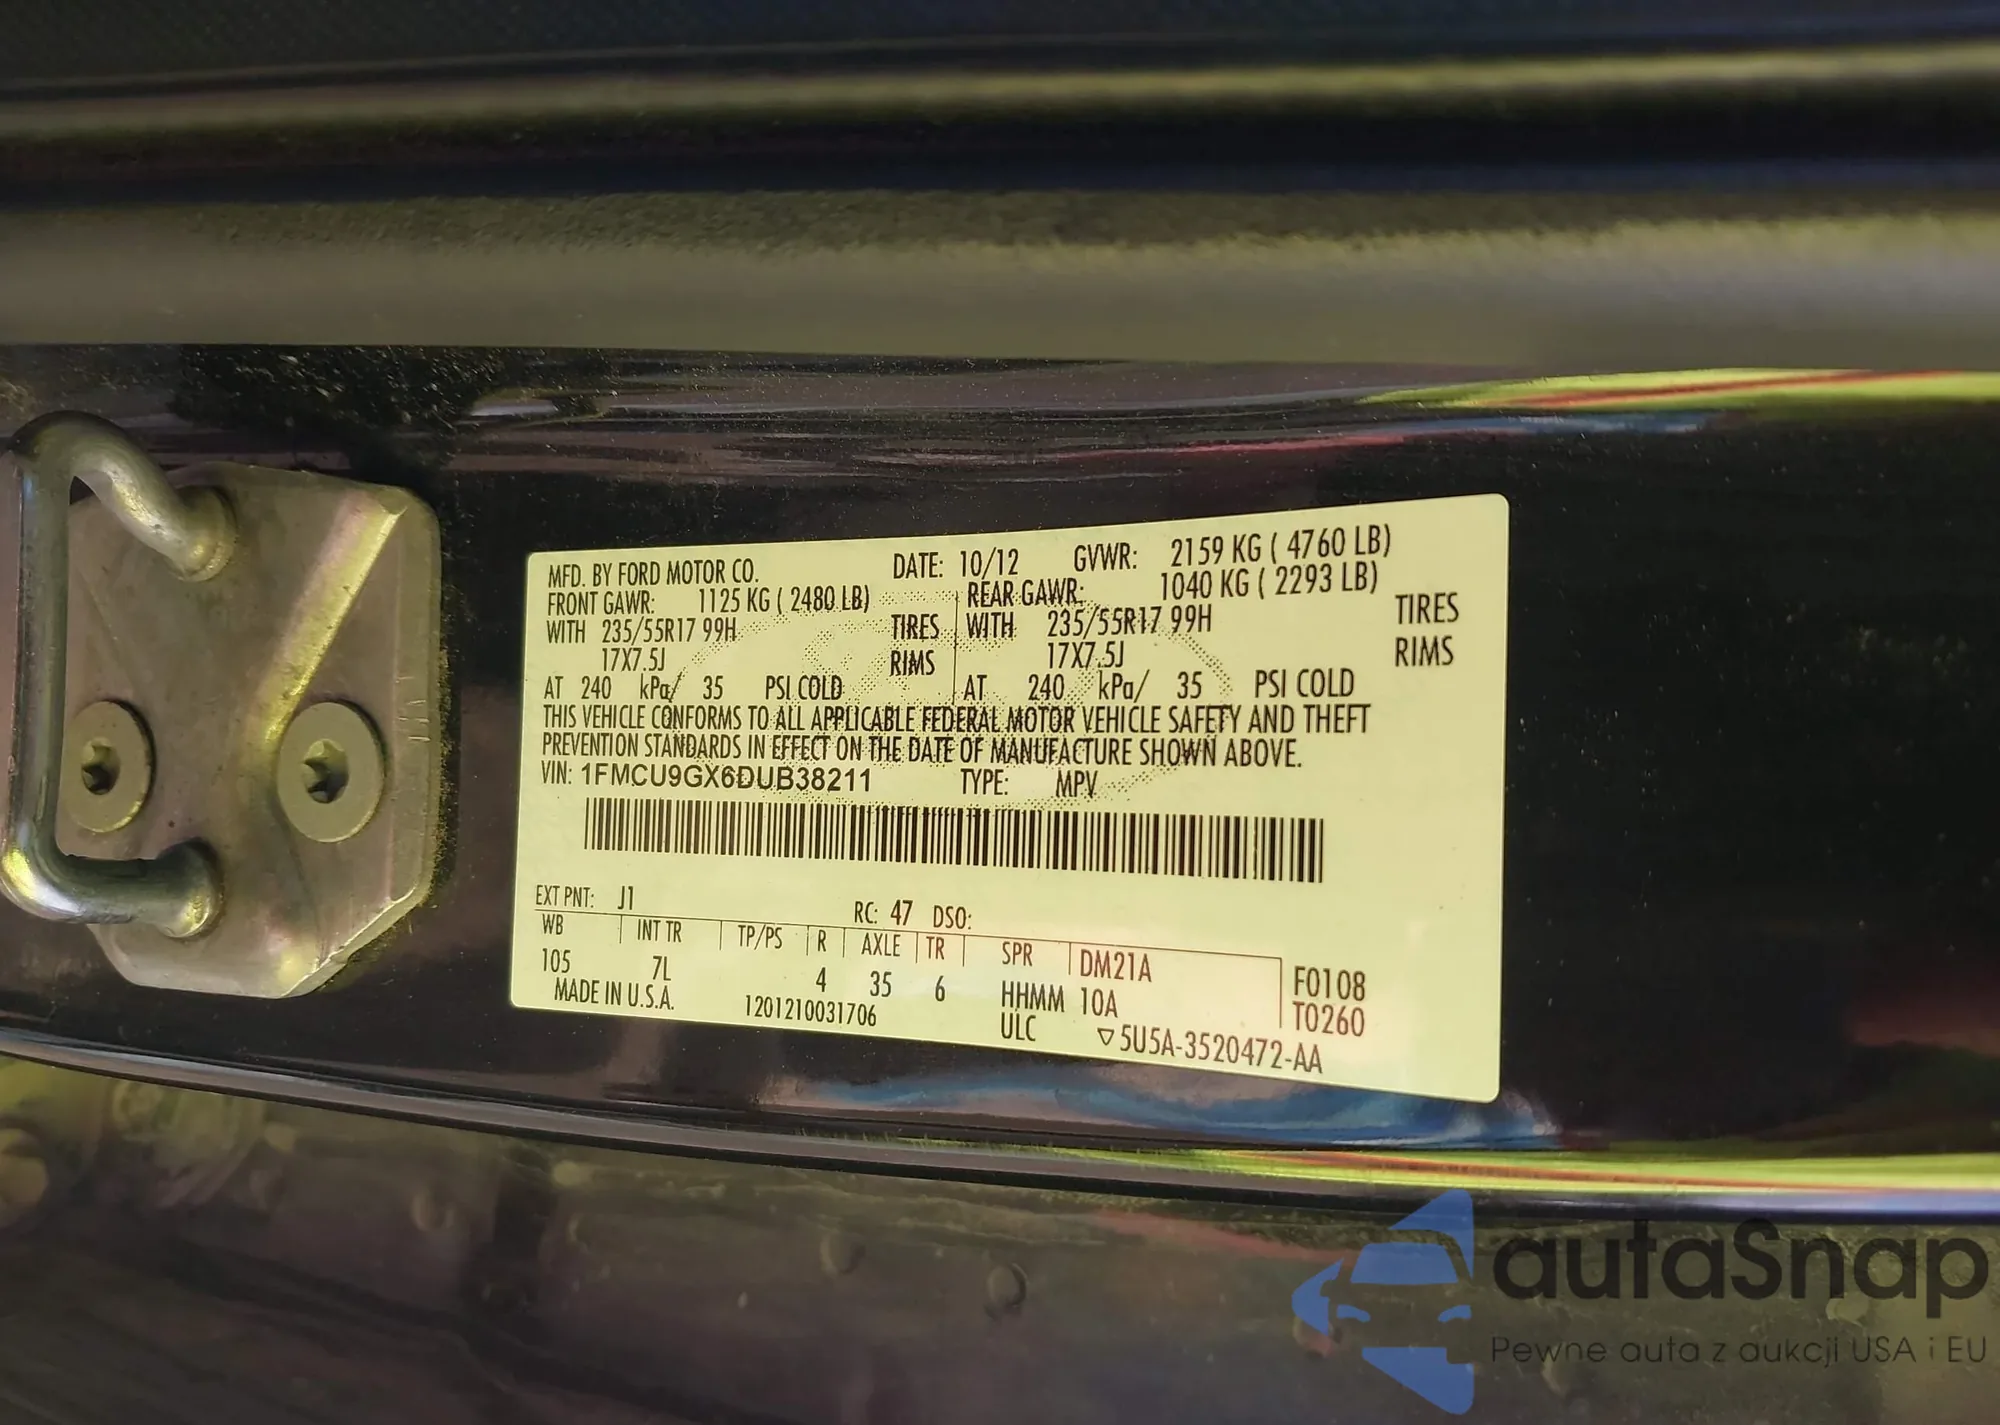 MFD. BY FORD MOTOR CO. DATE: 10/12 GVWR: 2159 KG ( 4760 LB)
FRONT GAWR: 1125 KG ( 2480 LB) REAR GAWR: 1040 KG ( 2293 LB)
WITH 235/55R17 99H TIRES WITH 235/55R17 99H TIRES
17X7.5J RIMS 17X7.5J RIMS
AT 240 kPa/ 35 PSI COLD AT 240 kPa/ 35 PSI COLD
THIS VEHICLE CONFORMS TO ALL APPLICABLE FEDERAL MOTOR VEHICLE SAFETY AND THEFT
PREVENTION STANDARDS IN EFFECT ON THE DATE OF MANUFACTURE SHOWN ABOVE.
VIN: 1FMCU9GX6DUB38211 TYPE: MPV
EXT PNT: J1 RC: 47 DSO:
WB INT TR TP/PS R AXLE TR SPR DM21A F0108
105 7L 4 35 6 HHMM 10A T0260
MADE IN U.S.A. 1201210031706 ULC ▽5U5A-3520472-AA
autaSnap
Pewne auta z aukcji USA i EU